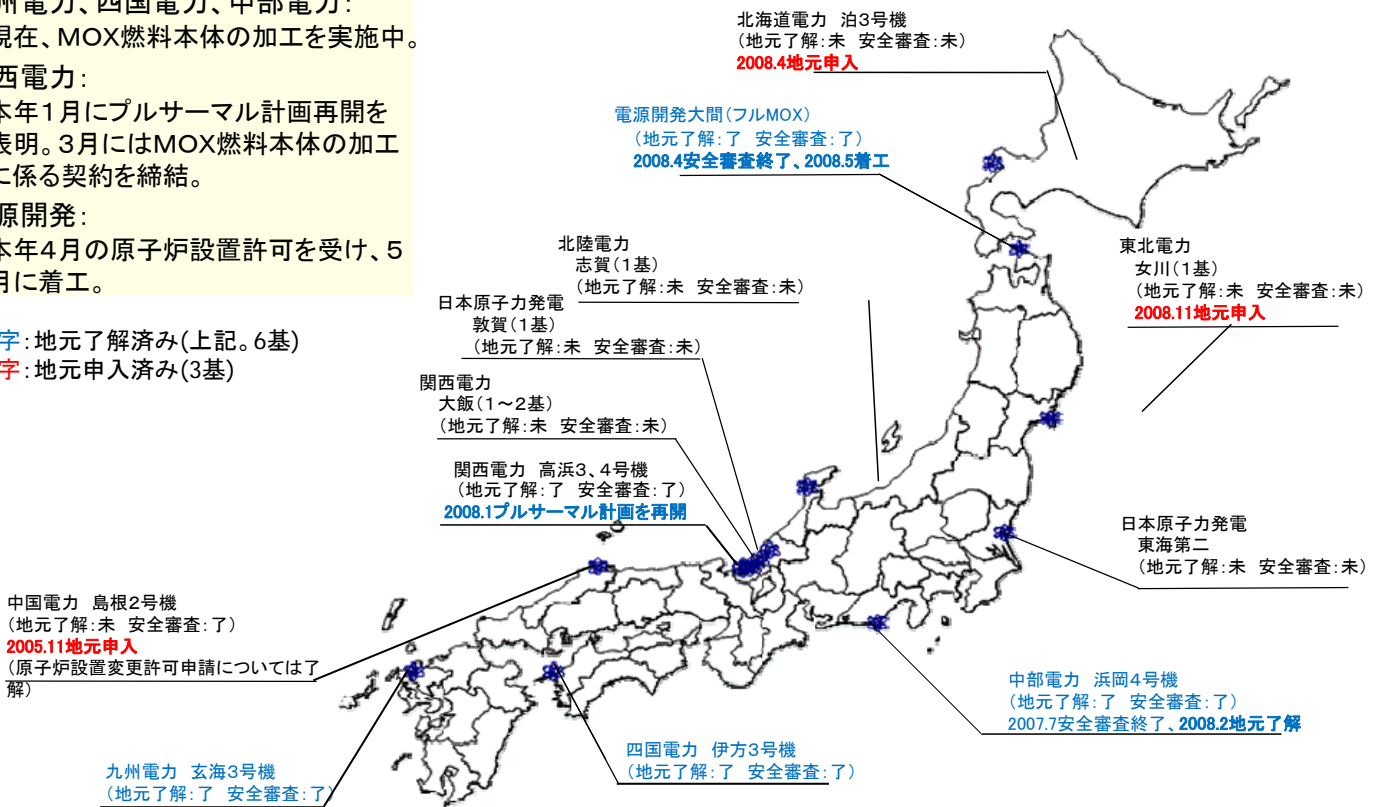 州電力、四国電力、中部電力:
現在、MOX燃料本体の加工を実施中。
西電力:
本年1月にプルサーマル計画再開を
表明。3月にはMOX燃料本体の加工
に係る契約を締結。
源開発:
本年4月の原子炉設置許可を受け、5
月に着工。
字:地元了解済み(上記。6基)
字:地元申入済み(3基)
北海道電力 泊3号機
(地元了解:未 安全審査:未)
2008.4地元申入
電源開発大間(フルMOX)
(地元了解:了 安全審査:了)
2008.4安全審査終了、2008.5着工
北陸電力
志賀(1基)
(地元了解:未 安全審査:未)
東北電力
女川(1基)
(地元了解:未 安全審査:未)
2008.11地元申入
日本原子力発電
敦賀(1基)
(地元了解:未 安全審査:未)
関西電力
大飯(1～2基)
(地元了解:未 安全審査:未)
関西電力 高浜3、4号機
(地元了解:了 安全審査:了)
2008.1プルサーマル計画を再開
日本原子力発電
東海第二
(地元了解:未 安全審査:未)
中国電力 島根2号機
(地元了解:未 安全審査:了)
2005.11地元申入
(原子炉設置変更許可申請については了
解)
中部電力 浜岡4号機
(地元了解:了 安全審査:了)
2007.7安全審査終了、2008.2地元了解
四国電力 伊方3号機
(地元了解:了 安全審査:了)
九州電力 玄海3号機
(地元了解:了 安全審査:了)